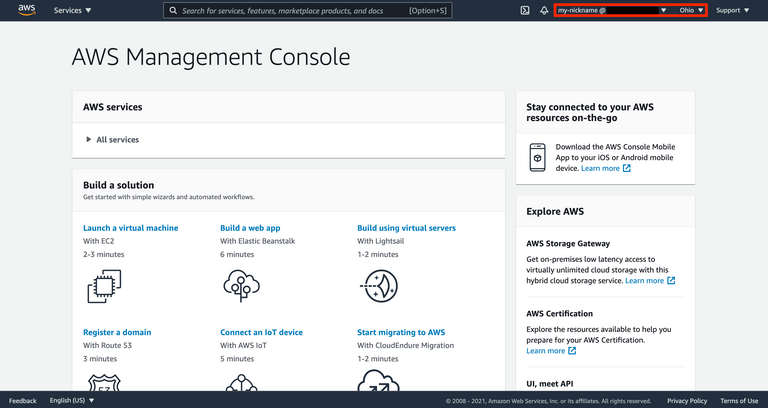 aws
Services
Search for services, features, marketplace products, and docs
[Option+S]
my-nickname @
Ohio
Support
AWS Management Console
AWS services
All services
Build a solution
Get started with simple wizards and automated workflows.
Launch a virtual machine
With EC2
2-3 minutes
Build a web app
With Elastic Beanstalk
6 minutes
Build using virtual servers
With Lightsail
1-2 minutes
Register a domain
With Route 53
3 minutes
53
Connect an IoT device
With AWS IoT
5 minutes
Start migrating to AWS
With CloudEndure Migration
1-2 minutes
Stay connected to your AWS
resources on-the-go
Download the AWS Console Mobile
App to your iOS or Android mobile
device. Learn more
Explore AWS
AWS Storage Gateway
Get on-premises low latency access to
virtually unlimited cloud storage with this
hybrid cloud storage service. Learn more
AWS Certification
Explore the resources available to help you
prepare for your AWS Certification.
Learn more
UI, meet API
Feedback
English (US)
© 2008 - 2021, Amazon Web Services, Inc. or its affiliates. All rights reserved.
Privacy Policy
Terms of Use